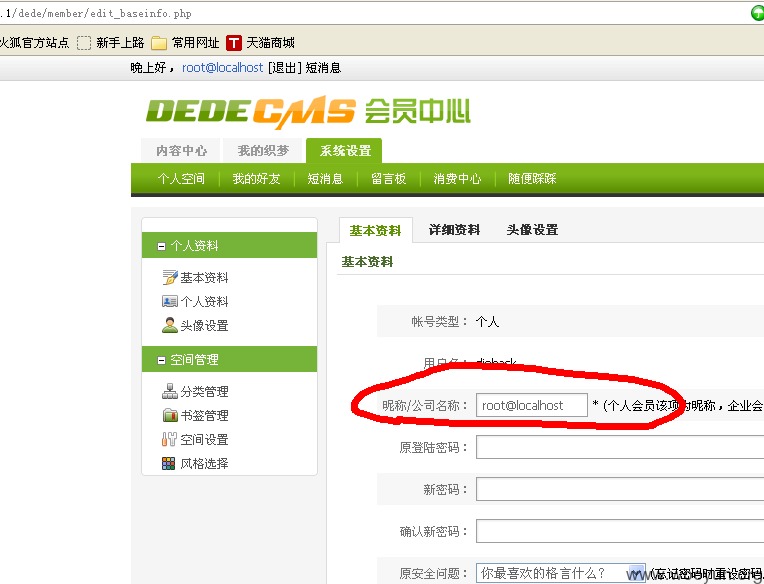 .1/dede/member/edit_baseinfo.php
火狐官方站点 新手上路 常用网址 T 天猫商城
晚上好， root@localhost [退出] 短消息
DEDECMS 会员中心
内容中心 我的织梦 系统设置
个人空间 我的好友 短消息 留言板 消费中心 随便踩踩
个人资料
基本资料
个人资料
头像设置
空间管理
分类管理
书签管理
空间设置
风格选择
基本资料 详细资料 头像设置
基本资料
帐号类型： 个人
用户名：
昵称/公司名称： root@localhost * (个人会员该项为昵称，企业会
原登陆密码：
新密码：
确认新密码：
原安全问题： 你最喜欢的格言什么？ (忘记密码时重设密码